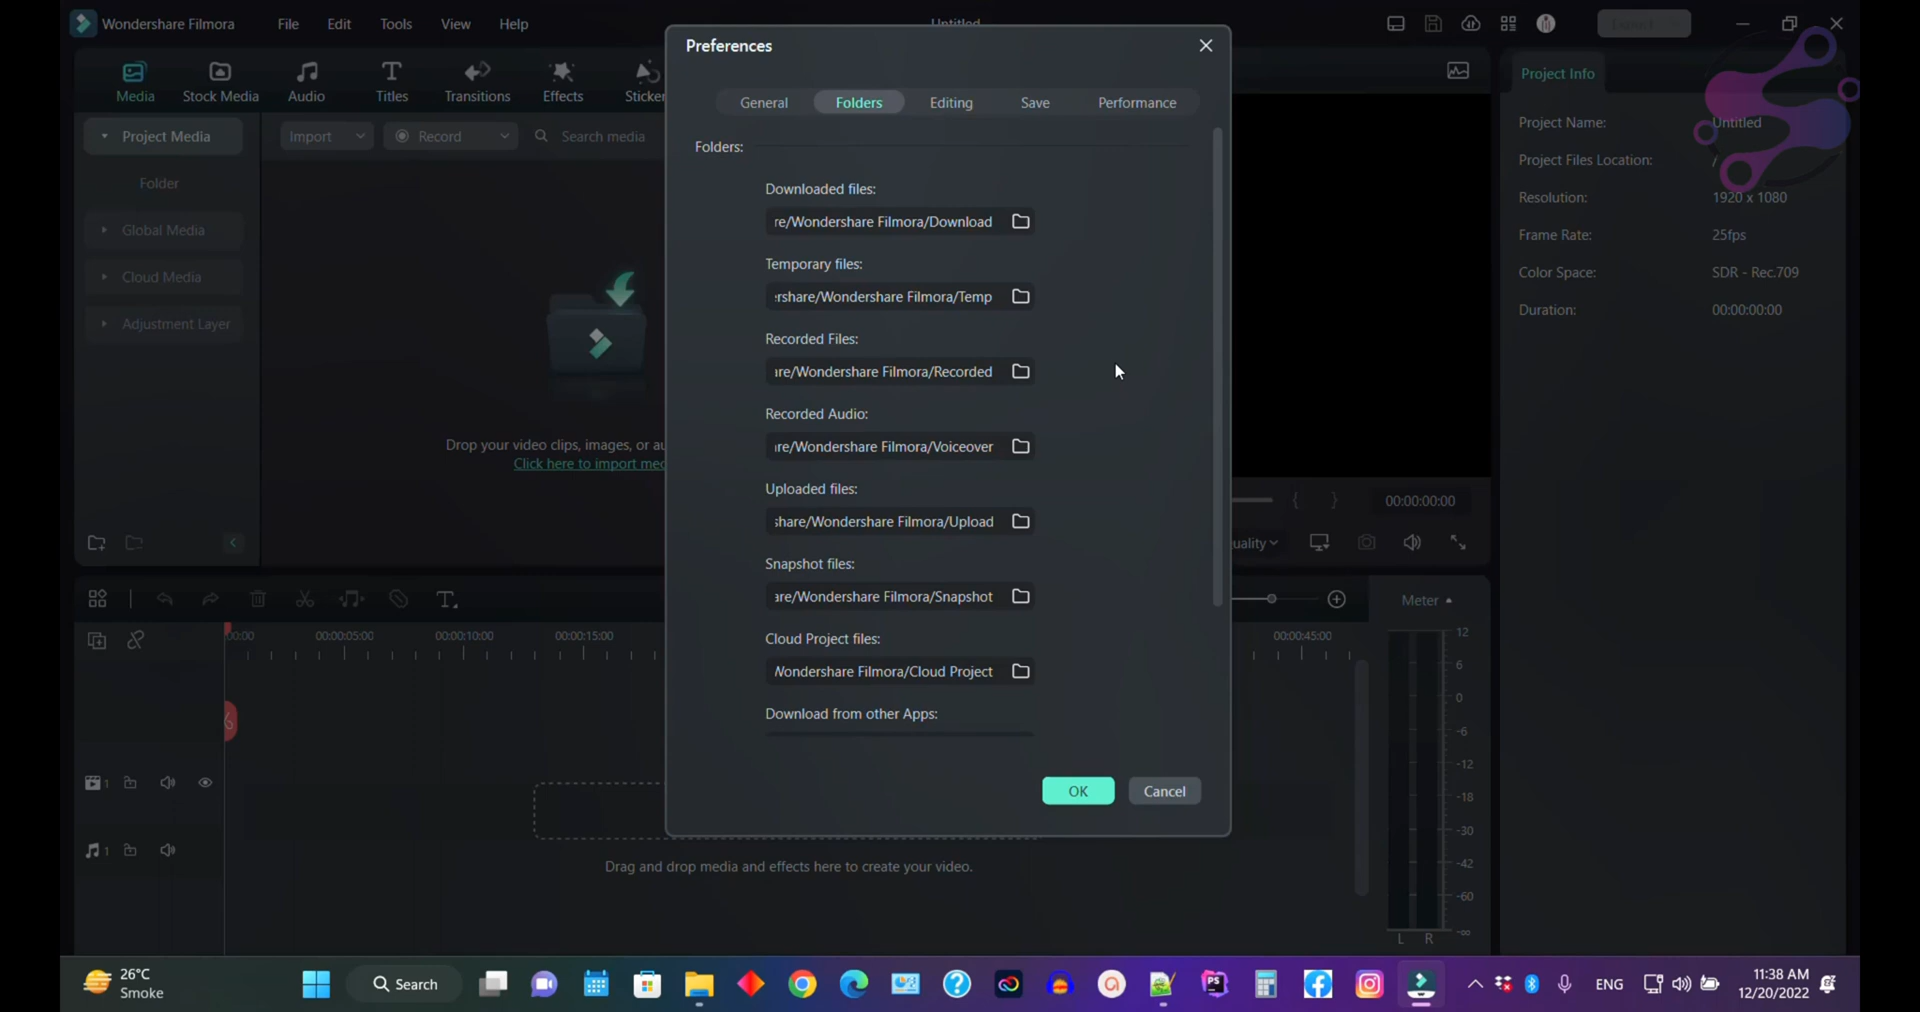 Wondershare Filmora
File
Edit
Tools
View
Help
Untitled
Export
Media
Stock Media
Audio
Titles
Transitions
Effects
Sticker
Project Media
Folder
Global Media
Cloud Media
Adjustment Layer
Import
Record
Search media
Drop your video clips, images, or au
Click here to import med
Preferences
General
Folders
Editing
Save
Performance
Folders:
Downloaded files:
re/Wondershare Filmora/Download
Temporary files:
rshare/Wondershare Filmora/Temp
Recorded Files:
are/Wondershare Filmora/Recorded
Recorded Audio:
are/Wondershare Filmora/Voiceover
Uploaded files:
share/Wondershare Filmora/Upload
Snapshot files:
are/Wondershare Filmora/Snapshot
Cloud Project files:
Wondershare Filmora/Cloud Project
Download from other Apps:
OK
Cancel
Project Info
Project Name:
Untitled
Project Files Location:
/
Resolution:
1920 x 1080
Frame Rate:
25fps
Color Space:
SDR - Rec.709
Duration:
00:00:00:00
{ }
00:00:00:00
uality
Meter
00:00
00:00:05:00
00:00:10:00
00:00:15:00
00:00:45:00
12
6
0
-6
-12
-18
-30
-42
-60
-∞
L R
1
1
Drag and drop media and effects here to create your video.
26°C
Smoke
Search
PS
ENG
11:38 AM
12/20/2022